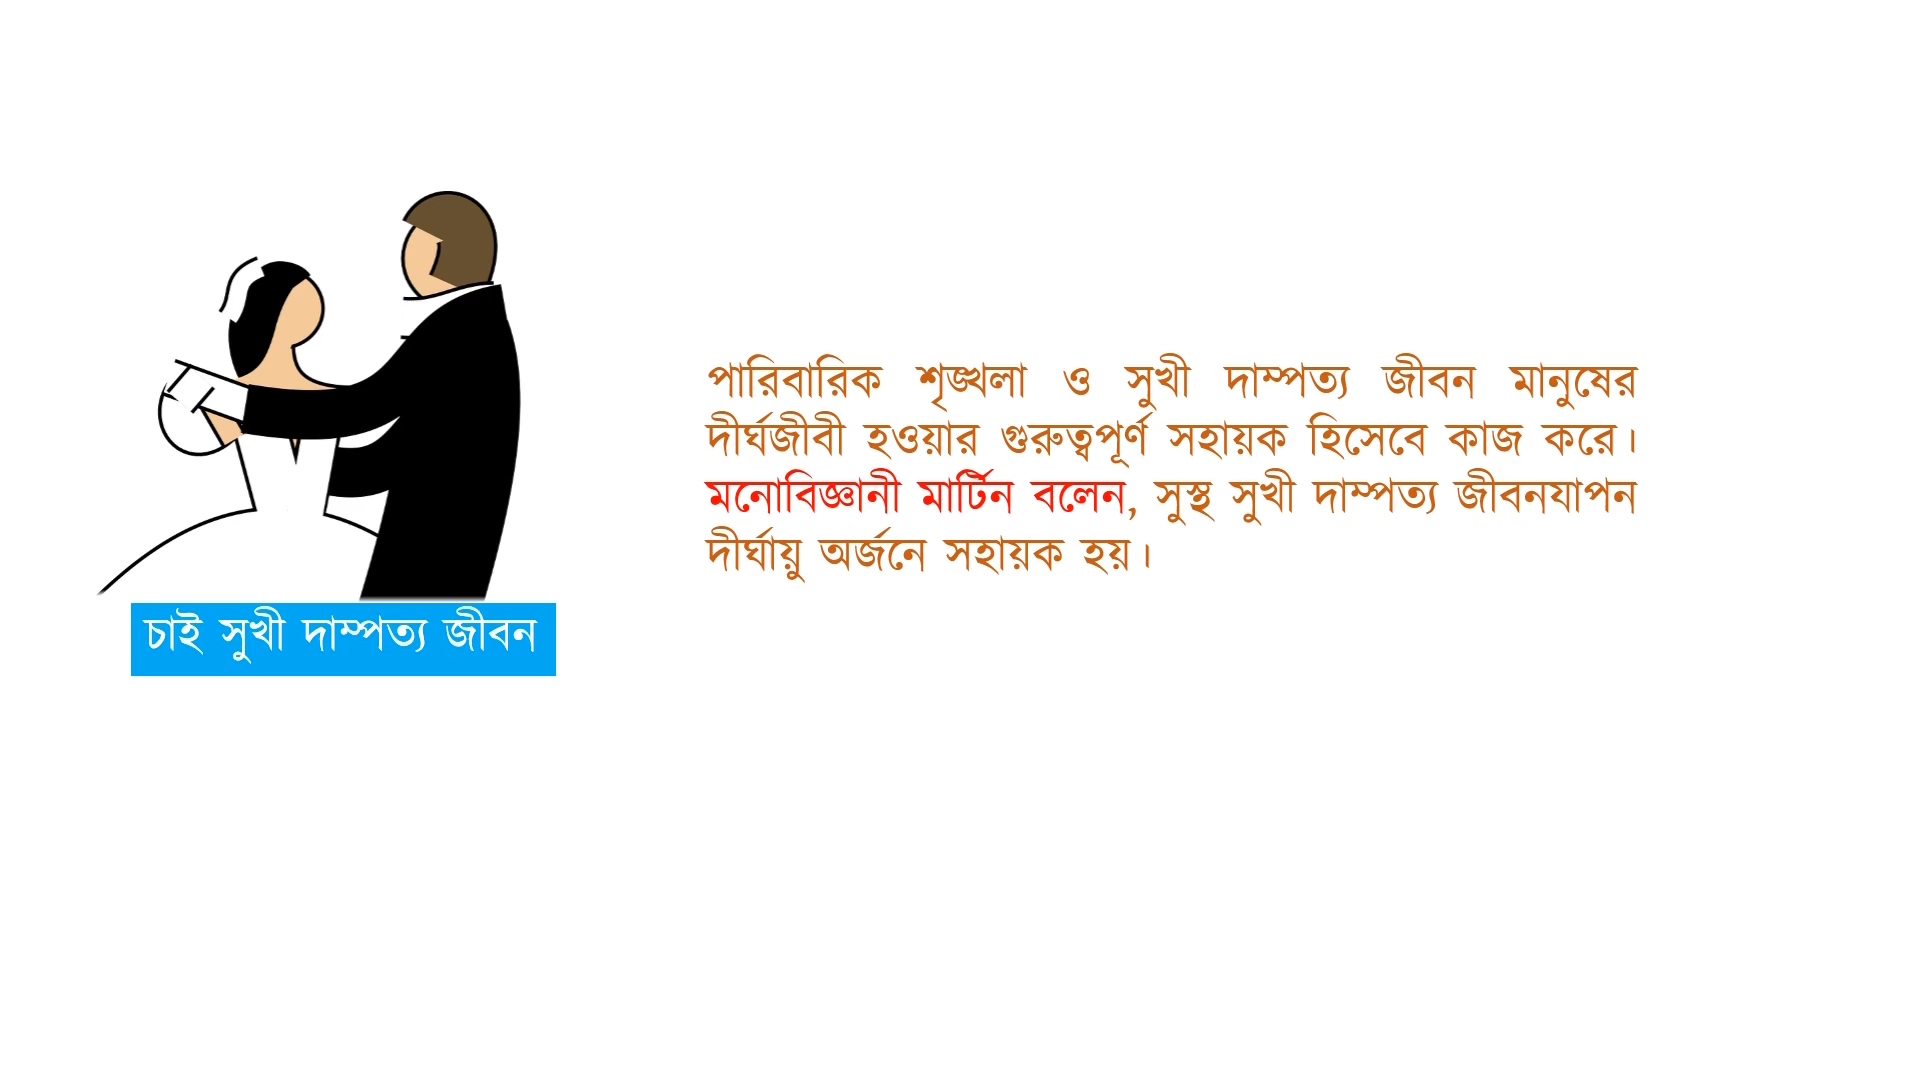 পারিবারিক শৃঙ্খলা ও সুখী দাম্পত্য জীবন মানুষের
দীর্ঘজীবী হওয়ার গুরুত্বপূর্ণ সহায়ক হিসেবে কাজ করে।
মনোবিজ্ঞানী মার্টিন বলেন, সুস্থ সুখী দাম্পত্য জীবনযাপন
দীর্ঘায়ু অর্জনে সহায়ক হয়।
চাই সুখী দাম্পত্য জীবন